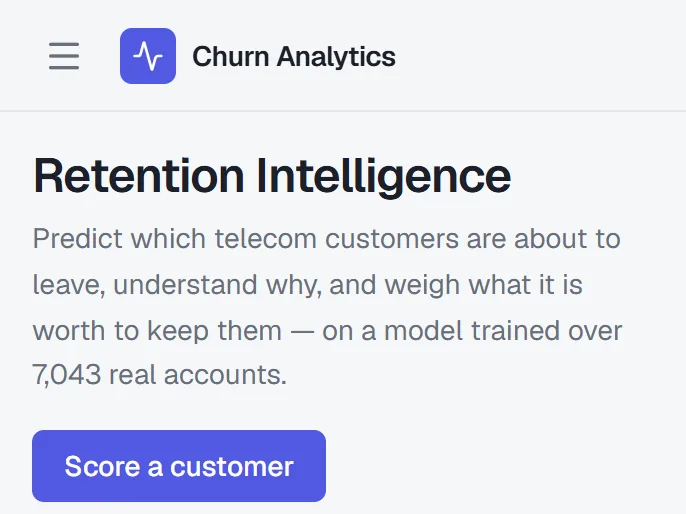 Churn Analytics
Retention Intelligence
Predict which telecom customers are about to
leave, understand why, and weigh what it is
worth to keep them — on a model trained over
7,043 real accounts.
Score a customer